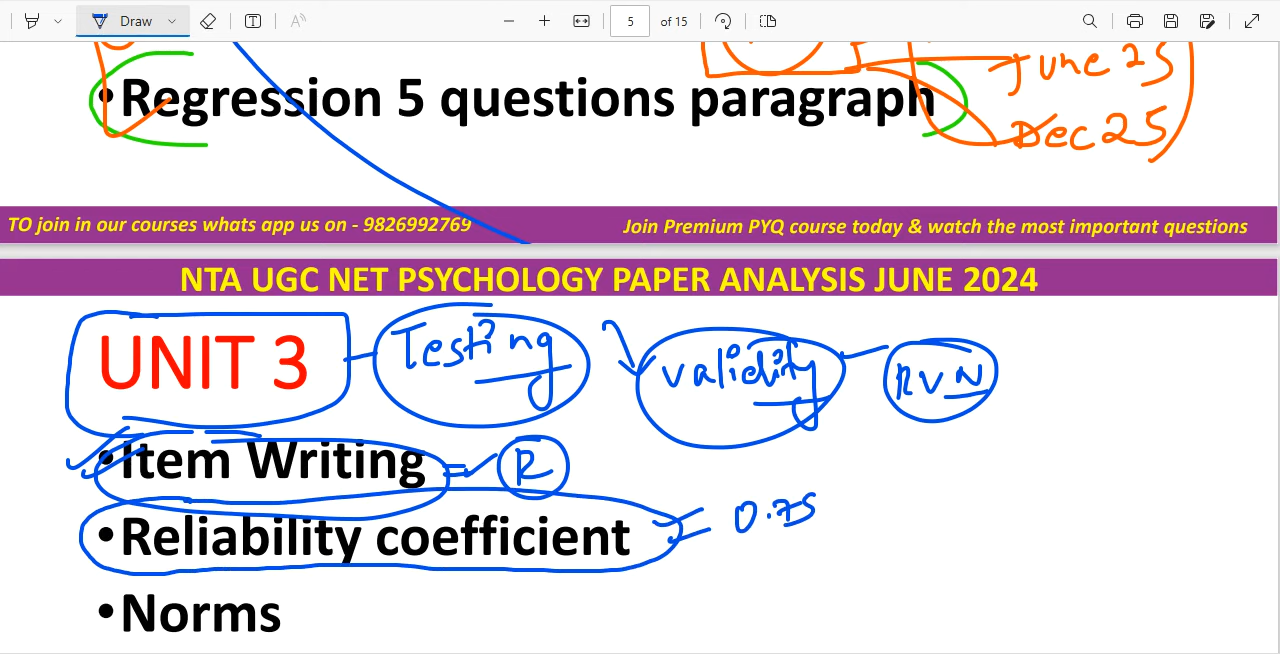 Draw
5 of 15
June 25
•Regression 5 questions paragraph
Dec 25
TO join in our courses whats app us on - 9826992769
Join Premium PYQ course today & watch the most important questions
NTA UGC NET PSYCHOLOGY PAPER ANALYSIS JUNE 2024
UNIT 3 Testing validity RVN
•Item Writing = R
•Reliability coefficient = 0.75
•Norms